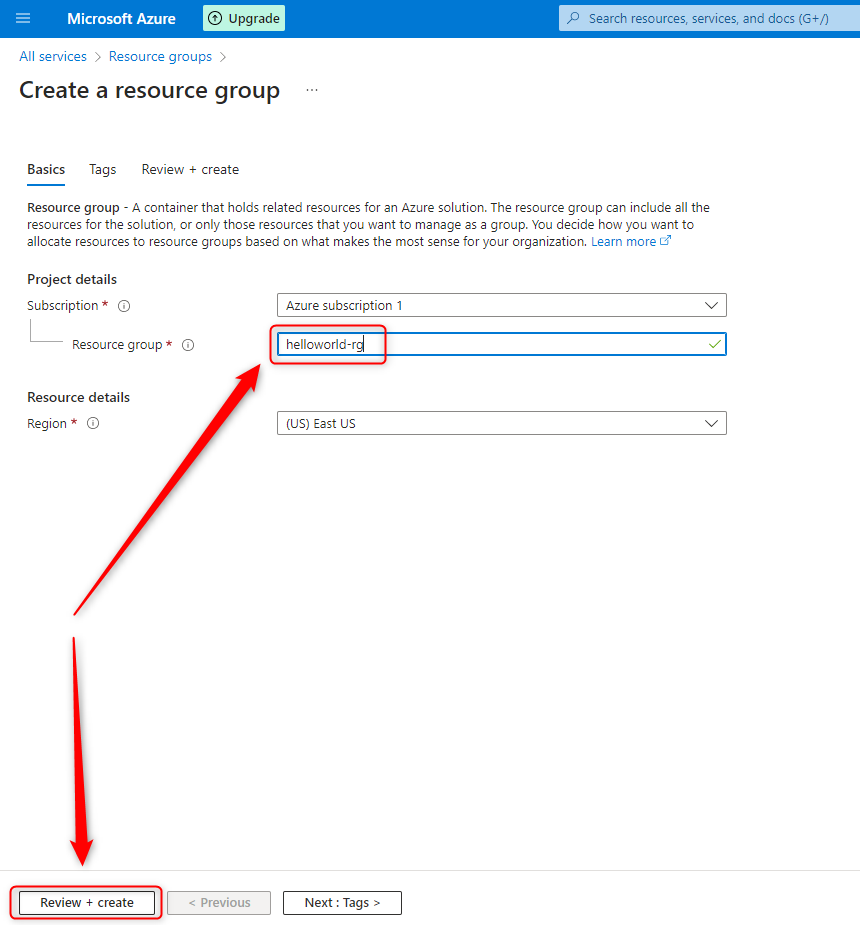 Microsoft Azure
Upgrade
Search resources, services, and docs (G+/)
All services > Resource groups >
Create a resource group ...
Basics
Tags
Review + create
Resource group - A container that holds related resources for an Azure solution. The resource group can include all the
resources for the solution, or only those resources that you want to manage as a group. You decide how you want to
allocate resources to resource groups based on what makes the most sense for your organization. Learn more
Project details
Subscription *
Azure subscription 1
Resource group *
helloworld-rg
Resource details
Region *
(US) East US
Review + create
< Previous
Next : Tags >